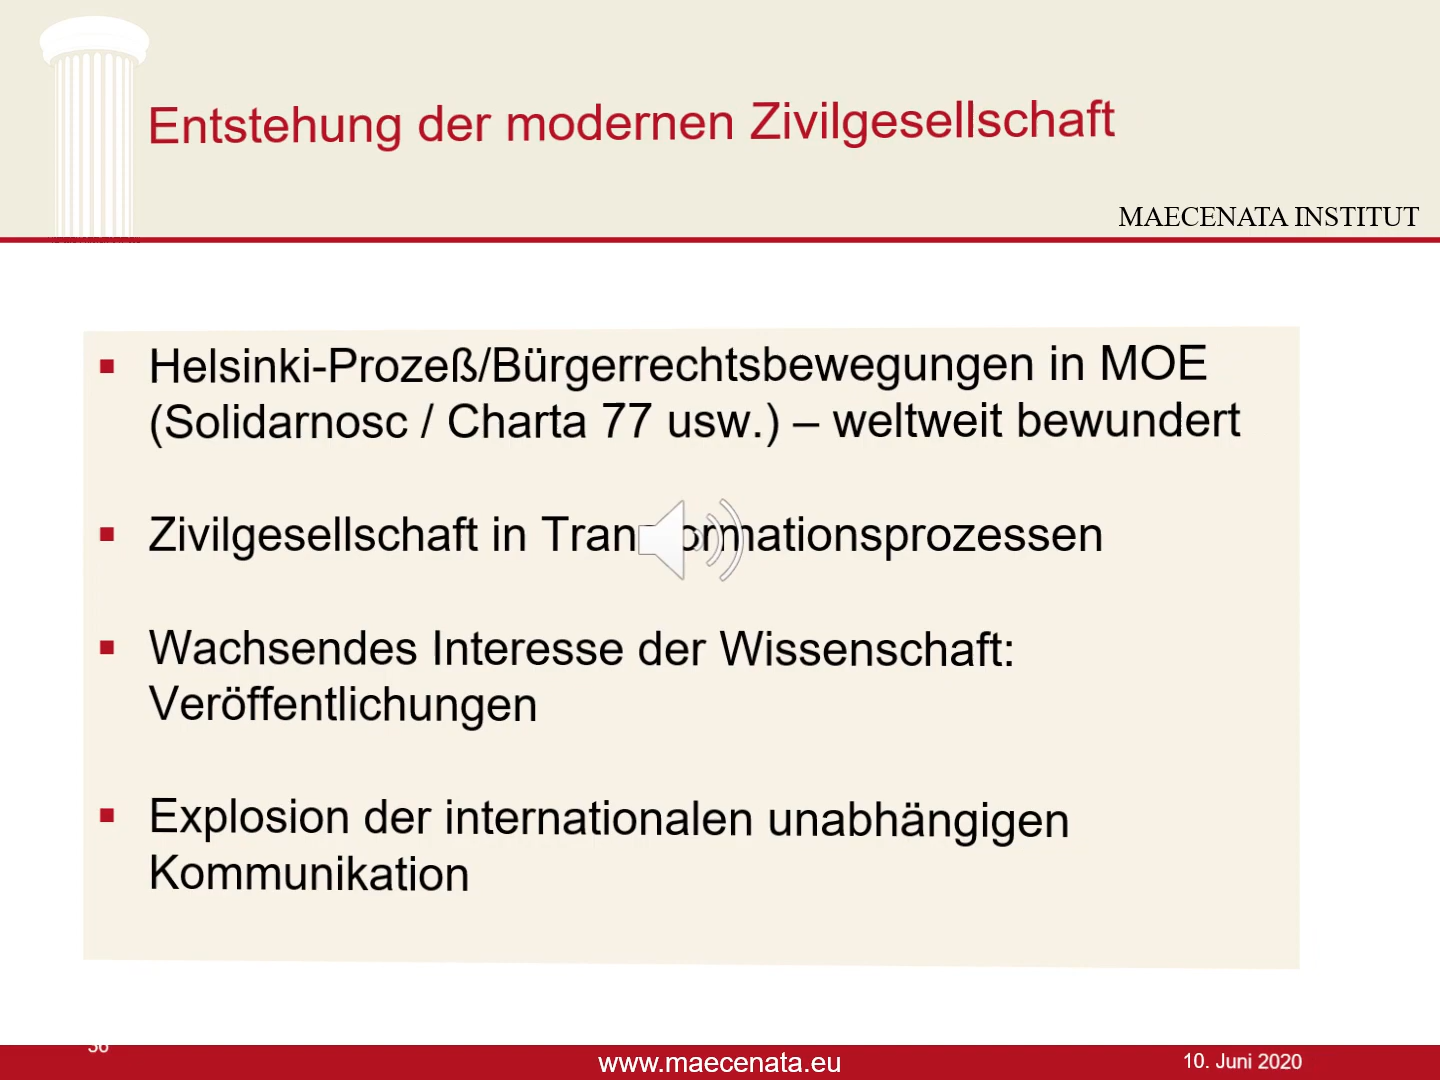 Entstehung der modernen Zivilgesellschaft
MAECENATA INSTITUT
Helsinki-Prozeß/Bürgerrechtsbewegungen in MOE
(Solidarnosc / Charta 77 usw.) – weltweit bewundert
Zivilgesellschaft in Transformationsprozessen
Wachsendes Interesse der Wissenschaft:
Veröffentlichungen
Explosion der internationalen unabhängigen
Kommunikation
36
www.maecenata.eu
10. Juni 2020